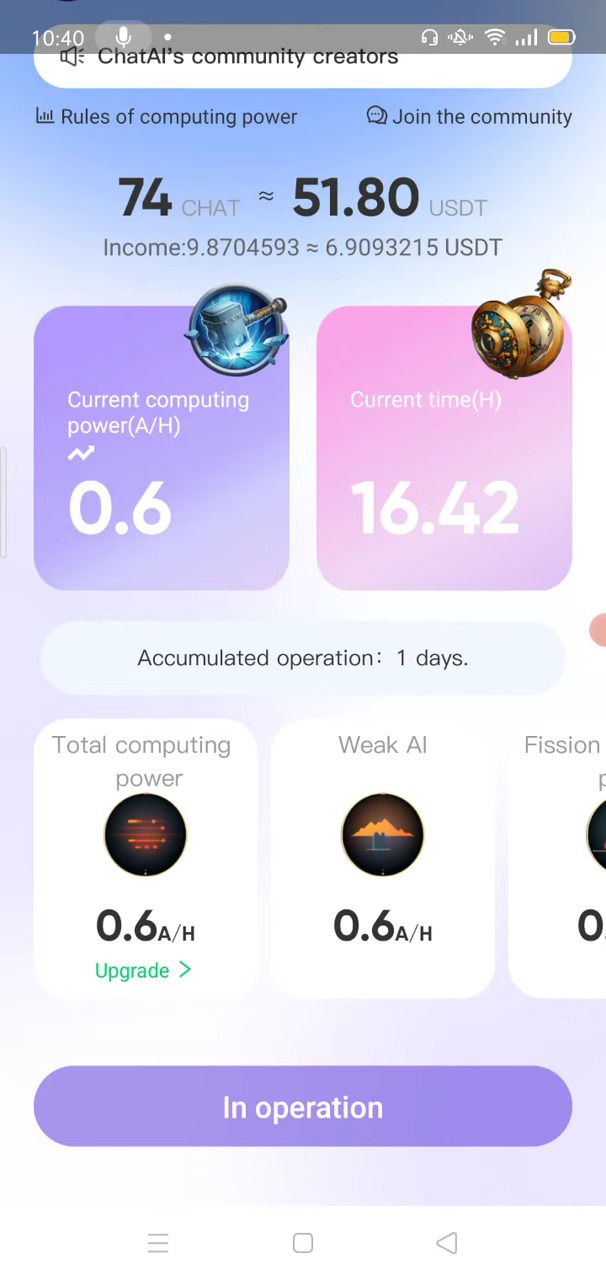 10:40
ChatAI's community creators
Rules of computing power
Join the community
74 CHAT ≈ 51.80 USDT
Income:9.8704593 ≈ 6.9093215 USDT
Current computing
power(A/H)
0.6
Current time(H)
16.42
Accumulated operation：1 days.
Total computing
power
0.6A/H
Upgrade >
Weak AI
0.6A/H
Fission
p
0.
In operation